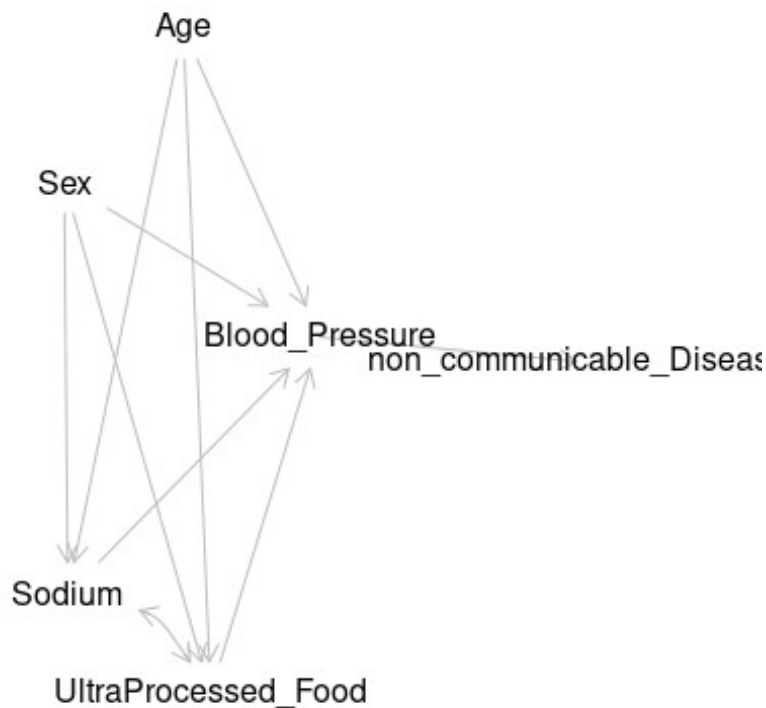 Age
Sex
Blood_Pressure
non_communicable_Diseas
Sodium
UltraProcessed_Food